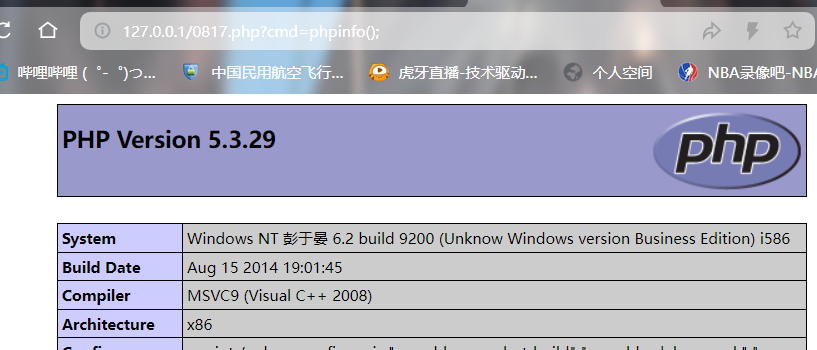 127.0.0.1/0817.php?cmd=phpinfo();
哔哩哔哩 (゜-゜)つ... 中国民用航空飞行... 虎牙直播-技术驱动... 个人空间 NBA录像吧-NBA
PHP Version 5.3.29
php
System Windows NT 彭于晏 6.2 build 9200 (Unknow Windows version Business Edition) i586
Build Date Aug 15 2014 19:01:45
Compiler MSVC9 (Visual C++ 2008)
Architecture x86